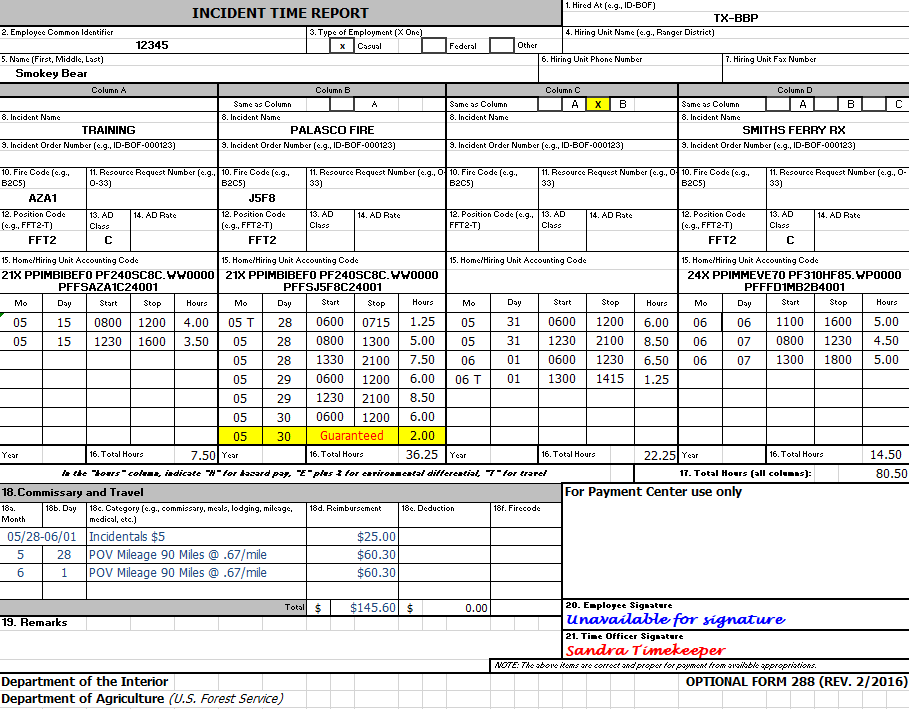 INCIDENT TIME REPORT
1. Hired At (e.g., ID-BOF)
TX-BBP
2. Employee Common Identifier
12345
3. Type of Employment (X One)
x Casual Federal Other
4. Hiring Unit Name (e.g., Ranger District)
5. Name (First, Middle, Last)
Smokey Bear
6. Hiring Unit Phone Number
7. Hiring Unit Fax Number
Column A Column B Column C Column D
Same as Column A Same as Column A X B Same as Column A B C
8. Incident Name 8. Incident Name 8. Incident Name 8. Incident Name
TRAINING PALASCO FIRE SMITHS FERRY RX
9. Incident Order Number (e.g., ID-BOF-000123) 9. Incident Order Number (e.g., ID-BOF-000123) 9. Incident Order Number (e.g., ID-BOF-000123) 9. Incident Order Number (e.g., ID-BOF-000123)
10. Fire Code (e.g., 11. Resource Request Number (e.g., 10. Fire Code (e.g., 11. Resource Request Number (e.g., O- 10. Fire Code (e.g., 11. Resource Request Number (e.g., O- 10. Fire Code (e.g., 11. Resource Request Number (e.g., O-
B2C5) O-33) B2C5) 33) B2C5) 33) B2C5) 33)
AZA1 J5F8
12. Position Code 13. AD 14. AD Rate 12. Position Code 13. AD 14. AD Rate 12. Position Code (e.g., 13. AD 14. AD Rate 12. Position Code 13. AD 14. AD Rate
(e.g., FFT2-T) Class (e.g., FFT2-T) Class FFT2-T) Class (e.g., FFT2-T) Class
FFT2 C FFT2 FFT2 C
15. Home/Hiring Unit Accounting Code 15. Home/Hiring Unit Accounting Code 15. Home/Hiring Unit Accounting Code 15. Home/Hiring Unit Accounting Code
21X PPIMBIBEF0 PF240SC8C.WW0000 21X PPIMBIBEF0 PF240SC8C.WW0000 24X PPIMMEVE70 PF310HF85.WP0000
PFFSAZA1C24001 PFFSJ5F8C24001 PFFFD1MB2B4001
Mo Day Start Stop Hours Mo Day Start Stop Hours Mo Day Start Stop Hours Mo Day Start Stop Hours
05 15 0800 1200 4.00 05 T 28 0600 0715 1.25 05 31 0600 1200 6.00 06 06 1100 1600 5.00
05 15 1230 1600 3.50 05 28 0800 1300 5.00 05 31 1230 2100 8.50 06 07 0800 1230 4.50
05 28 1330 2100 7.50 06 01 0600 1230 6.50 06 07 1300 1800 5.00
05 29 0600 1200 6.00 06 T 01 1300 1415 1.25
05 29 1230 2100 8.50
05 30 0600 1200 6.00
05 30 Guaranteed 2.00
Year 16. Total Hours 7.50 Year 16. Total Hours 36.25 Year 16. Total Hours 22.25 Year 16. Total Hours 14.50
In the "hours" column, indicate "H" for hazard pay, "E" plus % for environmental differential, "T" for travel 17. Total Hours (all columns): 80.50
18.Commissary and Travel
For Payment Center use only
18a. 18b. Day 18c. Category (e.g., commissary, meals, lodging, mileage, 18d. Reimbursement 18e. Deduction 18f. Firecode
Month medical, etc.)
05/28-06/01 Incidentals $5 $25.00
5 28 POV Mileage 90 Miles @ .67/mile $60.30
6 1 POV Mileage 90 Miles @ .67/mile $60.30
Total $ $145.60 $ 0.00
19. Remarks
20. Employee Signature
Unavailable for signature
21. Time Officer Signature
Sandra Timekeeper
NOTE: The above items are correct and proper for payment from available appropriations.
Department of the Interior OPTIONAL FORM 288 (REV. 2/2016)
Department of Agriculture (U.S. Forest Service)